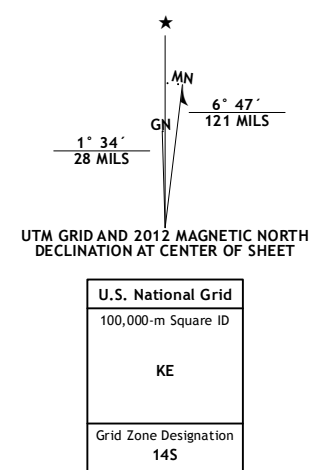 ★
MN
GN
6° 47´
121 MILS
1° 34´
28 MILS
UTM GRID AND 2012 MAGNETIC NORTH
DECLINATION AT CENTER OF SHEET
U.S. National Grid
100,000-m Square ID
KE
Grid Zone Designation
14S